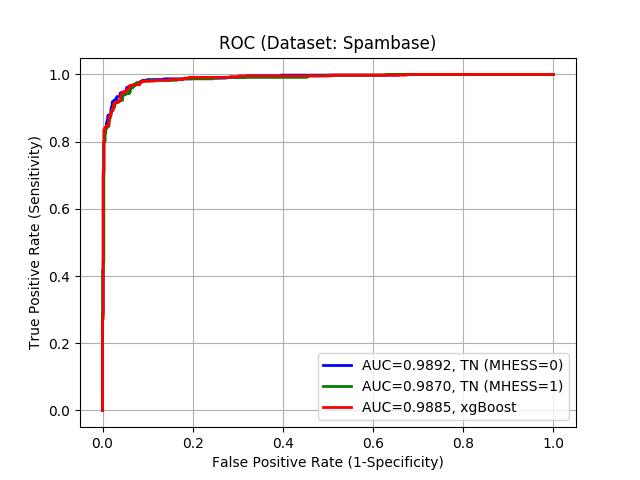 ROC (Dataset: Spambase)
True Positive Rate (Sensitivity)
1.0
0.8
0.6
0.4
0.2
0.0
AUC=0.9892, TN (MHESS=0)
AUC=0.9870, TN (MHESS=1)
AUC=0.9885, xgBoost
0.0 0.2 0.4 0.6 0.8 1.0
False Positive Rate (1-Specificity)